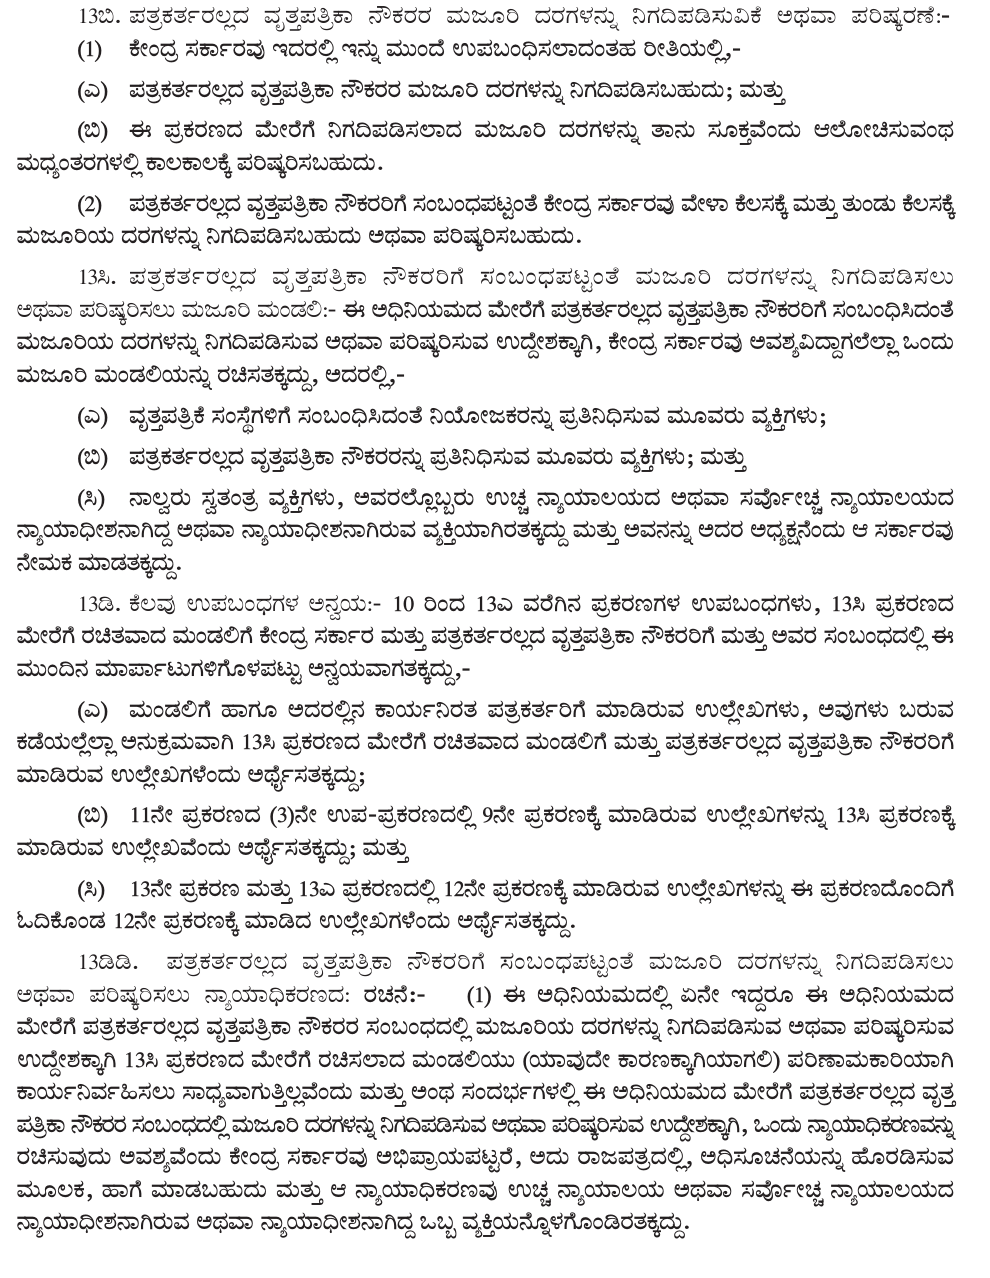 13ಬಿ. ಪತ್ರಕರ್ತರಲ್ಲದ ವೃತ್ತಪತ್ರಿಕಾ ನೌಕರರ ಮಜೂರಿ ದರಗಳನ್ನು ನಿಗದಿಪಡಿಸುವಿಕೆ ಅಥವಾ ಪರಿಷ್ಕರಣೆ:-
(1) ಕೇಂದ್ರ ಸರ್ಕಾರವು ಇದರಲ್ಲಿ ಇನ್ನು ಮುಂದೆ ಉಪಬಂಧಿಸಲಾದಂತಹ ರೀತಿಯಲ್ಲಿ,-
(ಎ) ಪತ್ರಕರ್ತರಲ್ಲದ ವೃತ್ತಪತ್ರಿಕಾ ನೌಕರರ ಮಜೂರಿ ದರಗಳನ್ನು ನಿಗದಿಪಡಿಸಬಹುದು; ಮತ್ತು
(ಬಿ) ಈ ಪ್ರಕರಣದ ಮೇರೆಗೆ ನಿಗದಿಪಡಿಸಲಾದ ಮಜೂರಿ ದರಗಳನ್ನು ತಾನು ಸೂಕ್ತವೆಂದು ಆಲೋಚಿಸುವಂಥ
ಮಧ್ಯಂತರಗಳಲ್ಲಿ ಕಾಲಕಾಲಕ್ಕೆ ಪರಿಷ್ಕರಿಸಬಹುದು.
(2) ಪತ್ರಕರ್ತರಲ್ಲದ ವೃತ್ತಪತ್ರಿಕಾ ನೌಕರರಿಗೆ ಸಂಬಂಧಪಟ್ಟಂತೆ ಕೇಂದ್ರ ಸರ್ಕಾರವು ವೇಳಾ ಕೆಲಸಕ್ಕೆ ಮತ್ತು ತುಂಡು ಕೆಲಸಕ್ಕೆ
ಮಜೂರಿಯ ದರಗಳನ್ನು ನಿಗದಿಪಡಿಸಬಹುದು ಅಥವಾ ಪರಿಷ್ಕರಿಸಬಹುದು.
13ಸಿ. ಪತ್ರಕರ್ತರಲ್ಲದ ವೃತ್ತಪತ್ರಿಕಾ ನೌಕರರಿಗೆ ಸಂಬಂಧಪಟ್ಟಂತೆ ಮಜೂರಿ ದರಗಳನ್ನು ನಿಗದಿಪಡಿಸಲು
ಅಥವಾ ಪರಿಷ್ಕರಿಸಲು ಮಜೂರಿ ಮಂಡಲಿ:- ಈ ಅಧಿನಿಯಮದ ಮೇರೆಗೆ ಪತ್ರಕರ್ತರಲ್ಲದ ವೃತ್ತಪತ್ರಿಕಾ ನೌಕರರಿಗೆ ಸಂಬಂಧಿಸಿದಂತೆ
ಮಜೂರಿಯ ದರಗಳನ್ನು ನಿಗದಿಪಡಿಸುವ ಅಥವಾ ಪರಿಷ್ಕರಿಸುವ ಉದ್ದೇಶಕ್ಕಾಗಿ, ಕೇಂದ್ರ ಸರ್ಕಾರವು ಅವಶ್ಯವಿದ್ದಾಗಲೆಲ್ಲಾ ಒಂದು
ಮಜೂರಿ ಮಂಡಲಿಯನ್ನು ರಚಿಸತಕ್ಕದ್ದು, ಅದರಲ್ಲಿ,-
(ಎ) ವೃತ್ತಪತ್ರಿಕೆ ಸಂಸ್ಥೆಗಳಿಗೆ ಸಂಬಂಧಿಸಿದಂತೆ ನಿಯೋಜಕರನ್ನು ಪ್ರತಿನಿಧಿಸುವ ಮೂವರು ವ್ಯಕ್ತಿಗಳು;
(ಬಿ) ಪತ್ರಕರ್ತರಲ್ಲದ ವೃತ್ತಪತ್ರಿಕಾ ನೌಕರರನ್ನು ಪ್ರತಿನಿಧಿಸುವ ಮೂವರು ವ್ಯಕ್ತಿಗಳು; ಮತ್ತು
(ಸಿ) ನಾಲ್ವರು ಸ್ವತಂತ್ರ ವ್ಯಕ್ತಿಗಳು, ಅವರಲ್ಲೊಬ್ಬರು ಉಚ್ಚ ನ್ಯಾಯಾಲಯದ ಅಥವಾ ಸರ್ವೋಚ್ಚ ನ್ಯಾಯಾಲಯದ
ನ್ಯಾಯಾಧೀಶನಾಗಿದ್ದ ಅಥವಾ ನ್ಯಾಯಾಧೀಶನಾಗಿರುವ ವ್ಯಕ್ತಿಯಾಗಿರತಕ್ಕದ್ದು ಮತ್ತು ಅವನನ್ನು ಅದರ ಅಧ್ಯಕ್ಷನೆಂದು ಆ ಸರ್ಕಾರವು
ನೇಮಕ ಮಾಡತಕ್ಕದ್ದು.
13ಡಿ. ಕೆಲವು ಉಪಬಂಧಗಳ ಅನ್ವಯ:- 10 ರಿಂದ 13ಎ ವರೆಗಿನ ಪ್ರಕರಣಗಳ ಉಪಬಂಧಗಳು, 13ಸಿ ಪ್ರಕರಣದ
ಮೇರೆಗೆ ರಚಿತವಾದ ಮಂಡಲಿಗೆ ಕೇಂದ್ರ ಸರ್ಕಾರ ಮತ್ತು ಪತ್ರಕರ್ತರಲ್ಲದ ವೃತ್ತಪತ್ರಿಕಾ ನೌಕರರಿಗೆ ಮತ್ತು ಅವರ ಸಂಬಂಧದಲ್ಲಿ ಈ
ಮುಂದಿನ ಮಾರ್ಪಾಟುಗಳಿಗೊಳಪಟ್ಟು ಅನ್ವಯವಾಗತಕ್ಕದ್ದು,-
(ಎ) ಮಂಡಲಿಗೆ ಹಾಗೂ ಅದರಲ್ಲಿನ ಕಾರ್ಯನಿರತ ಪತ್ರಕರ್ತರಿಗೆ ಮಾಡಿರುವ ಉಲ್ಲೇಖಗಳು, ಅವುಗಳು ಬರುವ
ಕಡೆಯಲ್ಲೆಲ್ಲಾ ಅನುಕ್ರಮವಾಗಿ 13ಸಿ ಪ್ರಕರಣದ ಮೇರೆಗೆ ರಚಿತವಾದ ಮಂಡಲಿಗೆ ಮತ್ತು ಪತ್ರಕರ್ತರಲ್ಲದ ವೃತ್ತಪತ್ರಿಕಾ ನೌಕರರಿಗೆ
ಮಾಡಿರುವ ಉಲ್ಲೇಖಗಳೆಂದು ಅರ್ಥೈಸತಕ್ಕದ್ದು;
(ಬಿ) 11ನೇ ಪ್ರಕರಣದ (3)ನೇ ಉಪ-ಪ್ರಕರಣದಲ್ಲಿ 9ನೇ ಪ್ರಕರಣಕ್ಕೆ ಮಾಡಿರುವ ಉಲ್ಲೇಖಗಳನ್ನು 13ಸಿ ಪ್ರಕರಣಕ್ಕೆ
ಮಾಡಿರುವ ಉಲ್ಲೇಖವೆಂದು ಅರ್ಥೈಸತಕ್ಕದ್ದು; ಮತ್ತು
(ಸಿ) 13ನೇ ಪ್ರಕರಣ ಮತ್ತು 13ಎ ಪ್ರಕರಣದಲ್ಲಿ 12ನೇ ಪ್ರಕರಣಕ್ಕೆ ಮಾಡಿರುವ ಉಲ್ಲೇಖಗಳನ್ನು ಈ ಪ್ರಕರಣದೊಂದಿಗೆ
ಓದಿಕೊಂಡ 12ನೇ ಪ್ರಕರಣಕ್ಕೆ ಮಾಡಿದ ಉಲ್ಲೇಖಗಳೆಂದು ಅರ್ಥೈಸತಕ್ಕದ್ದು.
13ಡಿಡಿ. ಪತ್ರಕರ್ತರಲ್ಲದ ವೃತ್ತಪತ್ರಿಕಾ ನೌಕರರಿಗೆ ಸಂಬಂಧಪಟ್ಟಂತೆ ಮಜೂರಿ ದರಗಳನ್ನು ನಿಗದಿಪಡಿಸಲು
ಅಥವಾ ಪರಿಷ್ಕರಿಸಲು ನ್ಯಾಯಾಧಿಕರಣದ: ರಚನೆ:- (1) ಈ ಅಧಿನಿಯಮದಲ್ಲಿ ಏನೇ ಇದ್ದರೂ ಈ ಅಧಿನಿಯಮದ
ಮೇರೆಗೆ ಪತ್ರಕರ್ತರಲ್ಲದ ವೃತ್ತಪತ್ರಿಕಾ ನೌಕರರ ಸಂಬಂಧದಲ್ಲಿ ಮಜೂರಿಯ ದರಗಳನ್ನು ನಿಗದಿಪಡಿಸುವ ಅಥವಾ ಪರಿಷ್ಕರಿಸುವ
ಉದ್ದೇಶಕ್ಕಾಗಿ 13ಸಿ ಪ್ರಕರಣದ ಮೇರೆಗೆ ರಚಿಸಲಾದ ಮಂಡಲಿಯು (ಯಾವುದೇ ಕಾರಣಕ್ಕಾಗಿಯಾಗಲಿ) ಪರಿಣಾಮಕಾರಿಯಾಗಿ
ಕಾರ್ಯನಿರ್ವಹಿಸಲು ಸಾಧ್ಯವಾಗುತ್ತಿಲ್ಲವೆಂದು ಮತ್ತು ಅಂಥ ಸಂದರ್ಭಗಳಲ್ಲಿ ಈ ಅಧಿನಿಯಮದ ಮೇರೆಗೆ ಪತ್ರಕರ್ತರಲ್ಲದ ವೃತ್ತ
ಪತ್ರಿಕಾ ನೌಕರರ ಸಂಬಂಧದಲ್ಲಿ ಮಜೂರಿ ದರಗಳನ್ನು ನಿಗದಿಪಡಿಸುವ ಅಥವಾ ಪರಿಷ್ಕರಿಸುವ ಉದ್ದೇಶಕ್ಕಾಗಿ, ಒಂದು ನ್ಯಾಯಾಧಿಕರಣವನ್ನು
ರಚಿಸುವುದು ಅವಶ್ಯವೆಂದು ಕೇಂದ್ರ ಸರ್ಕಾರವು ಅಭಿಪ್ರಾಯಪಟ್ಟರೆ, ಅದು ರಾಜಪತ್ರದಲ್ಲಿ, ಅಧಿಸೂಚನೆಯನ್ನು ಹೊರಡಿಸುವ
ಮೂಲಕ, ಹಾಗೆ ಮಾಡಬಹುದು ಮತ್ತು ಆ ನ್ಯಾಯಾಧಿಕರಣವು ಉಚ್ಚ ನ್ಯಾಯಾಲಯ ಅಥವಾ ಸರ್ವೋಚ್ಚ ನ್ಯಾಯಾಲಯದ
ನ್ಯಾಯಾಧೀಶನಾಗಿರುವ ಅಥವಾ ನ್ಯಾಯಾಧೀಶನಾಗಿದ್ದ ಒಬ್ಬ ವ್ಯಕ್ತಿಯನ್ನೊಳಗೊಂಡಿರತಕ್ಕದ್ದು.